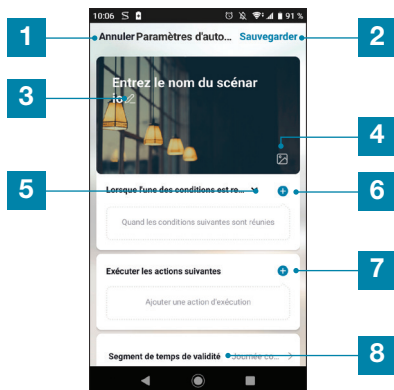 10:06 S 91 %
1
2
Annuler Paramètres d'auto... Sauvegarder
3
Entrez le nom du scénar
io
4
5
Lorsque l'une des conditions est re...
6
Quand les conditions suivantes sont réunies
7
Exécuter les actions suivantes
Ajouter une action d'exécution
8
Segment de temps de validité Journée co...